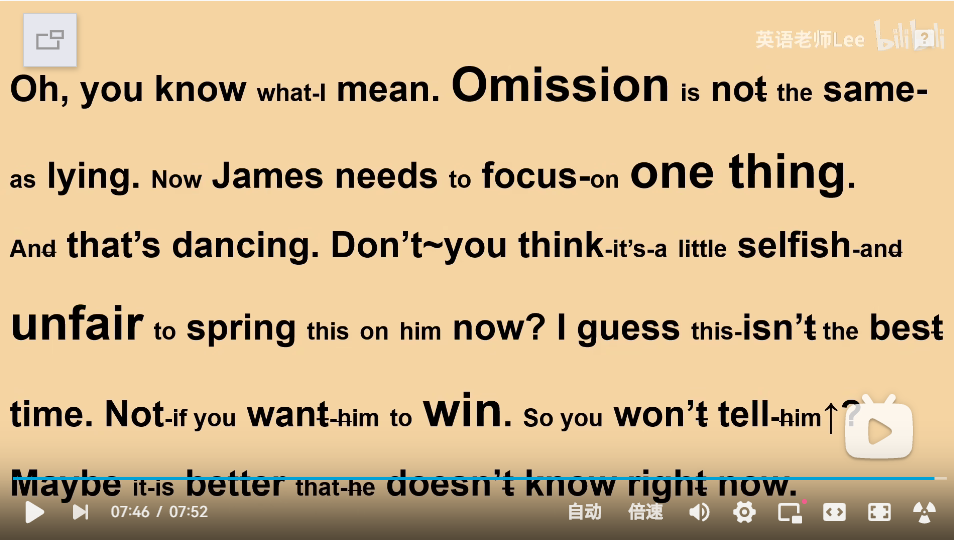 英语老师Lee bilibili
Oh, you know what-I mean. Omission is not the same-
as lying. Now James needs to focus-on one thing.
And that’s dancing. Don’t~you think-it’s-a little selfish-and
unfair to spring this on him now? I guess this-isn’t the best
time. Not-if you want-him to win. So you won’t tell-him↑?
Maybe it-is better that-he doesn’t know right now.
07:46 / 07:52 自动 倍速